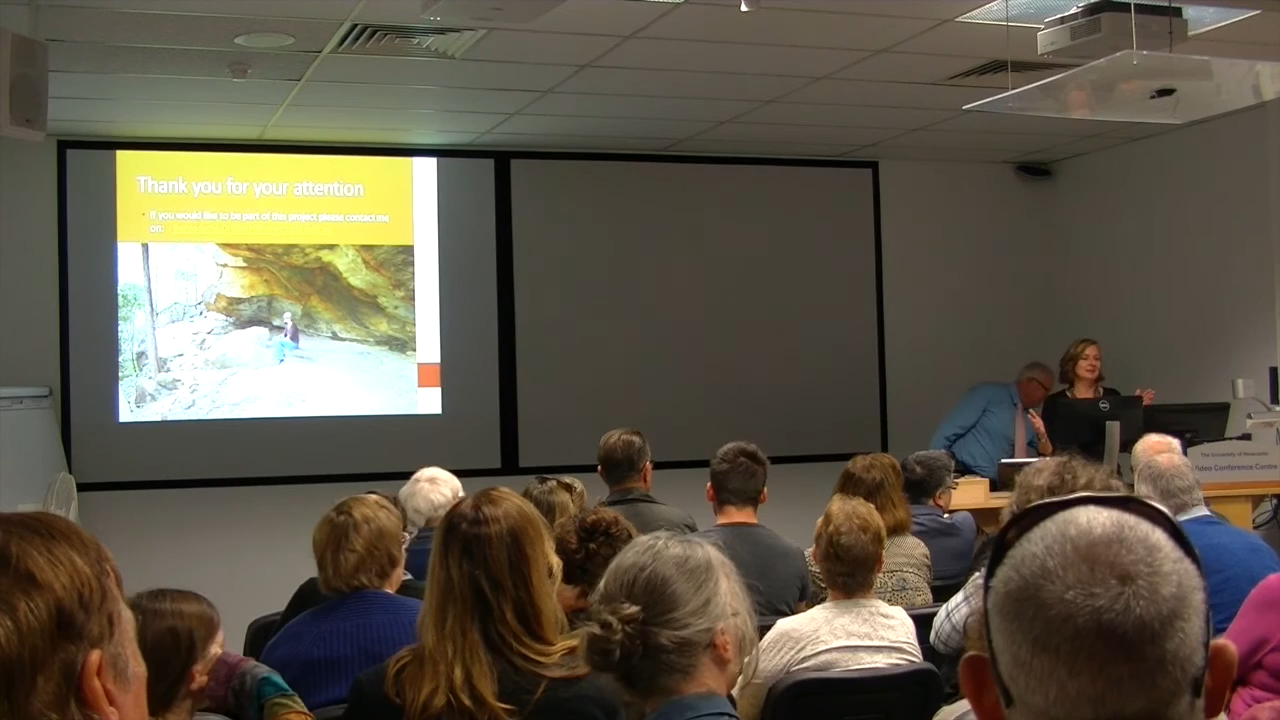 Thank you for your attention
• If you would like to be part of this project please contact me
on:
DELL
The University of Newcastle
Video Conference Centre